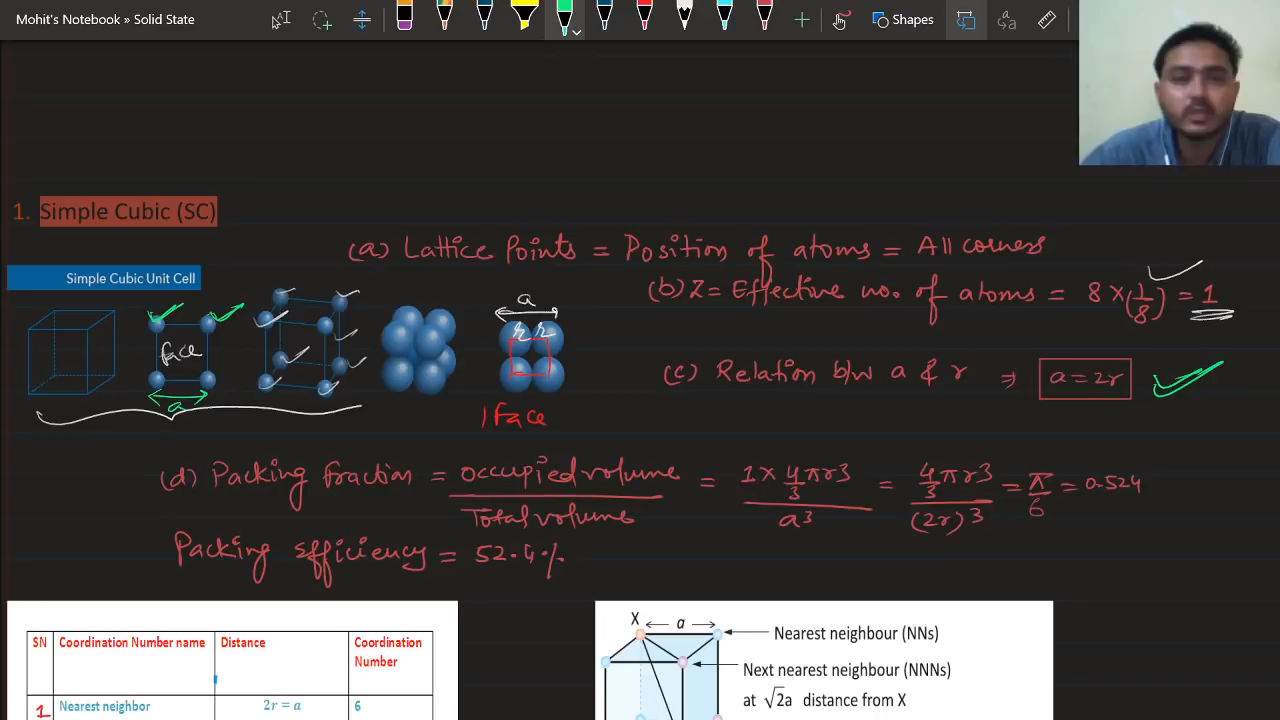 Mohit's Notebook » Solid State
Shapes
1. Simple Cubic (SC)
(a) Lattice Points = Position of atoms = All corners
Simple Cubic Unit Cell
(b) Z = Effective no. of atoms = 8 × (1/8) = 1
a
r r
face
a
1 face
(c) Relation b/w a & r ⇒ a = 2r
(d) Packing fraction = occupied volume / Total volume = 1 × 4/3 πr3 / a3 = 4/3 πr3 / (2r)3 = π/6 = 0.524
Packing efficiency = 52.4%
SN Coordination Number name Distance Coordination Number
1 Nearest neighbor 2r = a 6
X a
Nearest neighbour (NNs)
Next nearest neighbour (NNNs)
at √2a distance from X